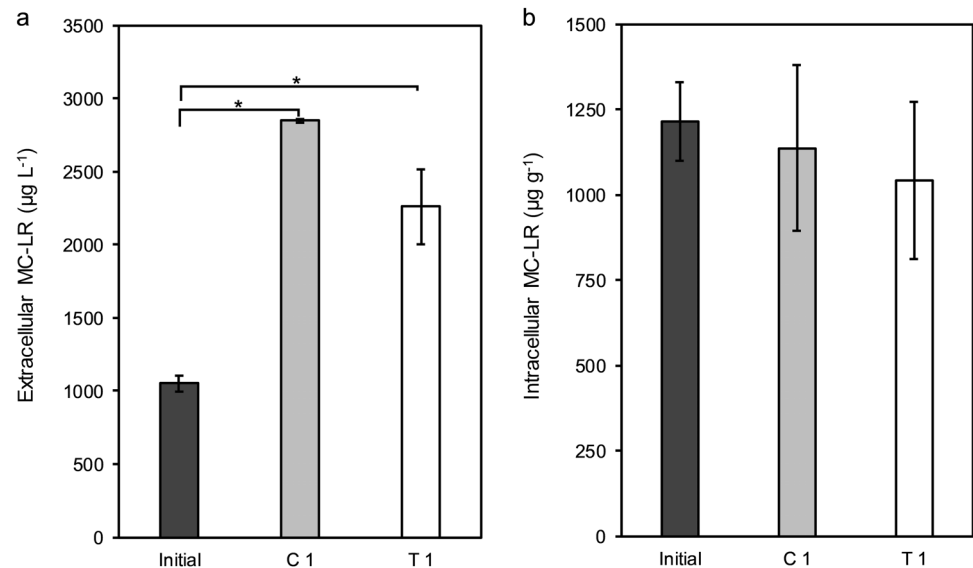 a
Extracellular MC-LR (µg L⁻¹)
3500
3000
2500
2000
1500
1000
500
0
*
*
Initial
C 1
T 1
b
Intracellular MC-LR (µg g⁻¹)
1500
1250
1000
750
500
250
0
Initial
C 1
T 1